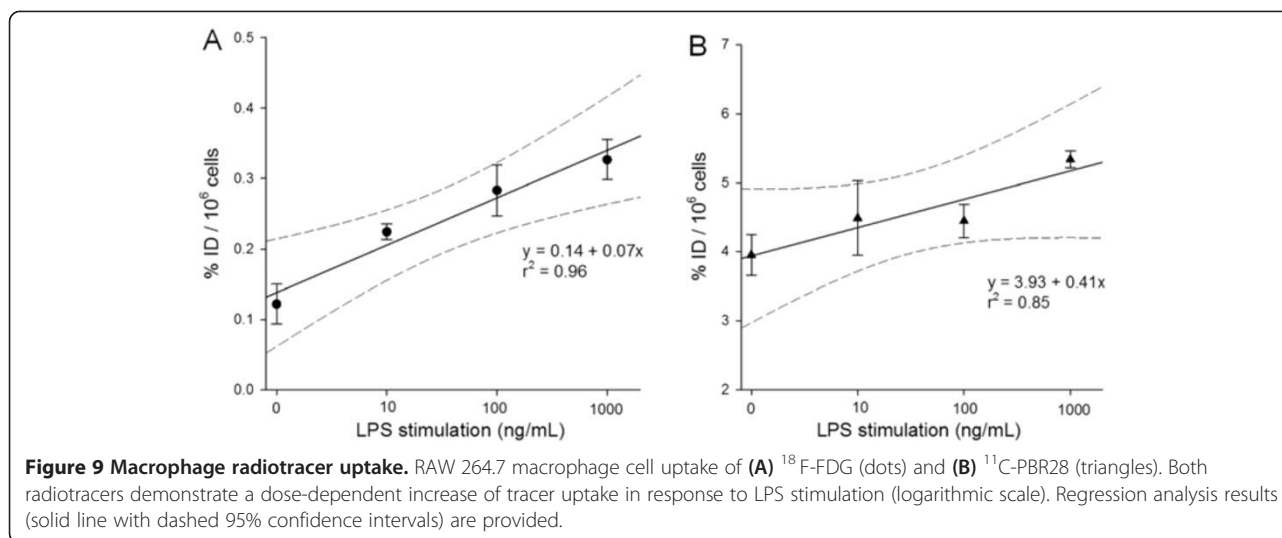 A
% ID / 10⁶ cells
0.5
0.4
0.3
0.2
0.1
0.0
y = 0.14 + 0.07x
r² = 0.96
0 10 100 1000
LPS stimulation (ng/mL)
B
% ID / 10⁶ cells
7
6
5
4
3
2
y = 3.93 + 0.41x
r² = 0.85
0 10 100 1000
LPS stimulation (ng/mL)
Figure 9 Macrophage radiotracer uptake. RAW 264.7 macrophage cell uptake of (A) ¹⁸ F-FDG (dots) and (B) ¹¹C-PBR28 (triangles). Both
radiotracers demonstrate a dose-dependent increase of tracer uptake in response to LPS stimulation (logarithmic scale). Regression analysis results
(solid line with dashed 95% confidence intervals) are provided.